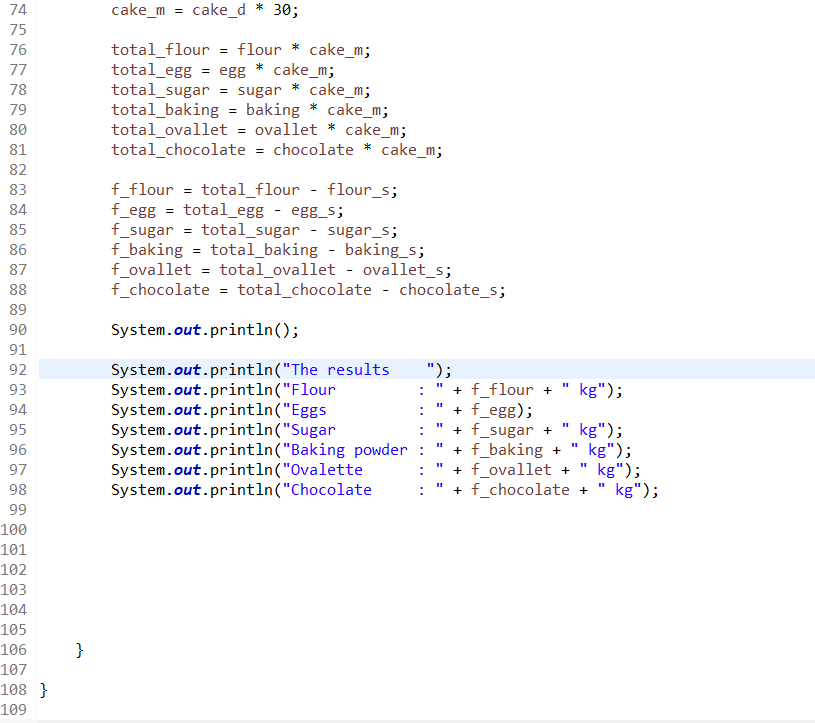 74        cake_m = cake_d * 30;
75
76        total_flour = flour * cake_m;
77        total_egg = egg * cake_m;
78        total_sugar = sugar * cake_m;
79        total_baking = baking * cake_m;
80        total_ovallet = ovallet * cake_m;
81        total_chocolate = chocolate * cake_m;
82
83        f_flour = total_flour - flour_s;
84        f_egg = total_egg - egg_s;
85        f_sugar = total_sugar - sugar_s;
86        f_baking = total_baking - baking_s;
87        f_ovallet = total_ovallet - ovallet_s;
88        f_chocolate = total_chocolate - chocolate_s;
89
90        System.out.println();
91
92        System.out.println("The results    ");
93        System.out.println("Flour         : " + f_flour + " kg");
94        System.out.println("Eggs          : " + f_egg);
95        System.out.println("Sugar         : " + f_sugar + " kg");
96        System.out.println("Baking powder : " + f_baking + " kg");
97        System.out.println("Ovalette      : " + f_ovallet + " kg");
98        System.out.println("Chocolate     : " + f_chocolate + " kg");
99
100
101
102
103
104
105
106    }
107
108 }
109